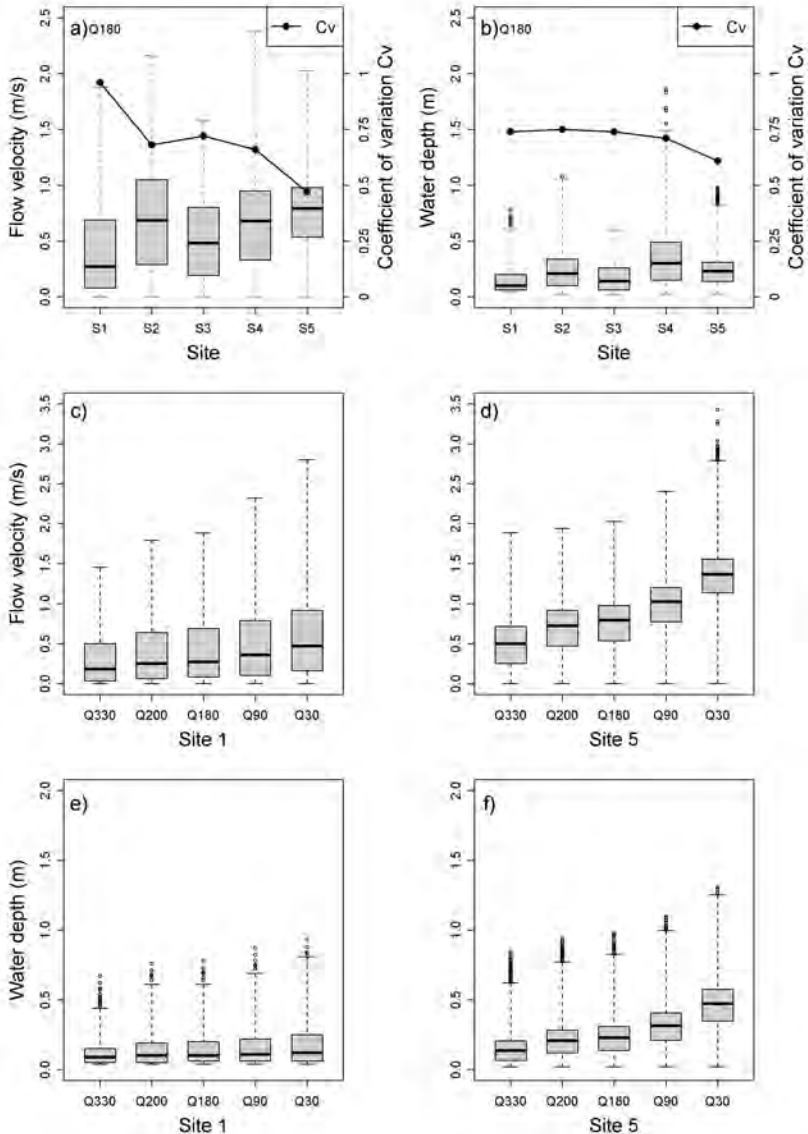 a) Q180
Cv
Flow velocity (m/s)
0.0 0.5 1.0 1.5 2.0 2.5
Coefficient of variation Cv
0 0.25 0.5 0.75 1
S1 S2 S3 S4 S5
Site
b) Q180
Cv
Water depth (m)
0.0 0.5 1.0 1.5 2.0 2.5
Coefficient of variation Cv
0 0.25 0.5 0.75 1
S1 S2 S3 S4 S5
Site
c)
Flow velocity (m/s)
0.0 0.5 1.0 1.5 2.0 2.5 3.0 3.5
Q330 Q200 Q180 Q90 Q30
Site 1
d)
0.0 0.5 1.0 1.5 2.0 2.5 3.0 3.5
Q330 Q200 Q180 Q90 Q30
Site 5
e)
Water depth (m)
0.0 0.5 1.0 1.5 2.0
Q330 Q200 Q180 Q90 Q30
Site 1
f)
0.0 0.5 1.0 1.5 2.0
Q330 Q200 Q180 Q90 Q30
Site 5